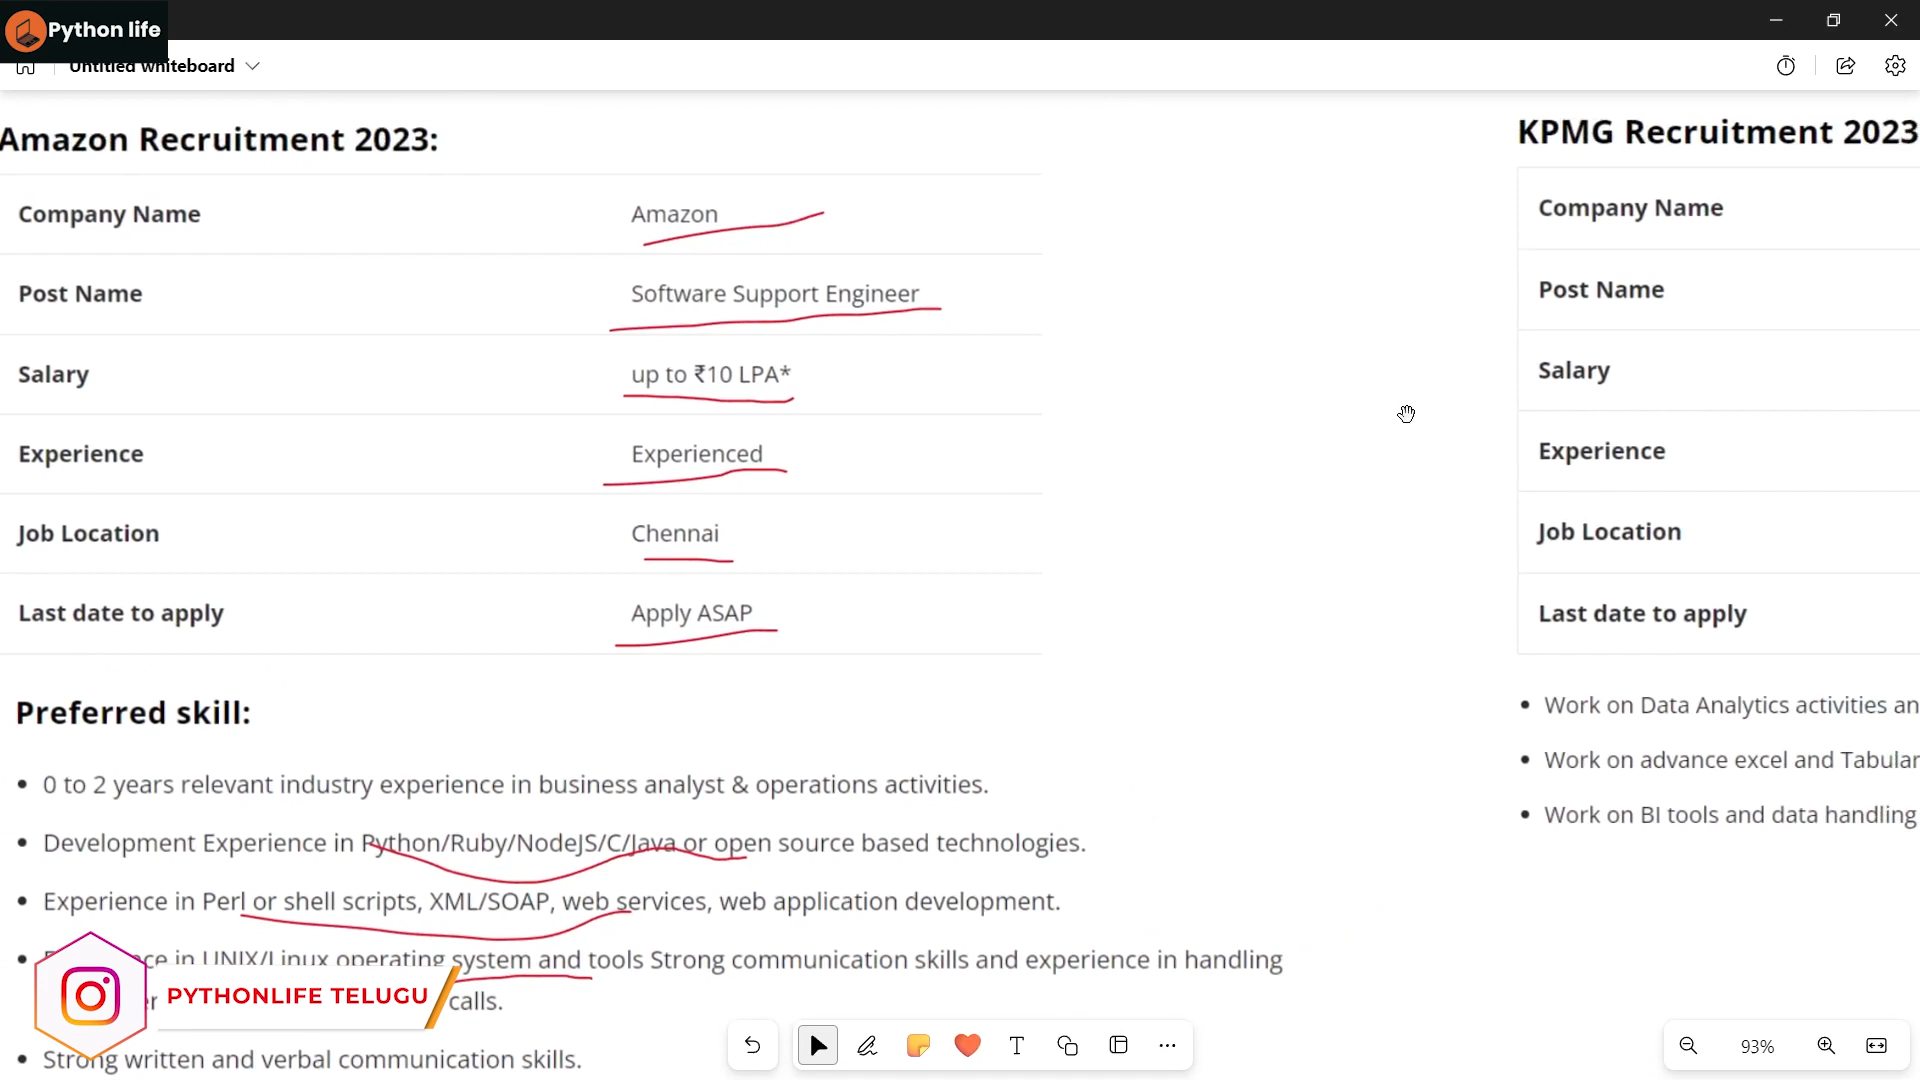 Python life
Untitled whiteboard
Amazon Recruitment 2023:
Company Name Amazon
Post Name Software Support Engineer
Salary up to ₹10 LPA*
Experience Experienced
Job Location Chennai
Last date to apply Apply ASAP
Preferred skill:
• 0 to 2 years relevant industry experience in business analyst & operations activities.
• Development Experience in Python/Ruby/NodeJS/C/Java or open source based technologies.
• Experience in Perl or shell scripts, XML/SOAP, web services, web application development.
• in UNIX/Linux operating system and tools Strong communication skills and experience in handling
calls.
• Strong written and verbal communication skills.
KPMG Recruitment 2023
Company Name
Post Name
Salary
Experience
Job Location
Last date to apply
• Work on Data Analytics activities an
• Work on advance excel and Tabular
• Work on BI tools and data handling
PYTHONLIFE TELUGU
93%